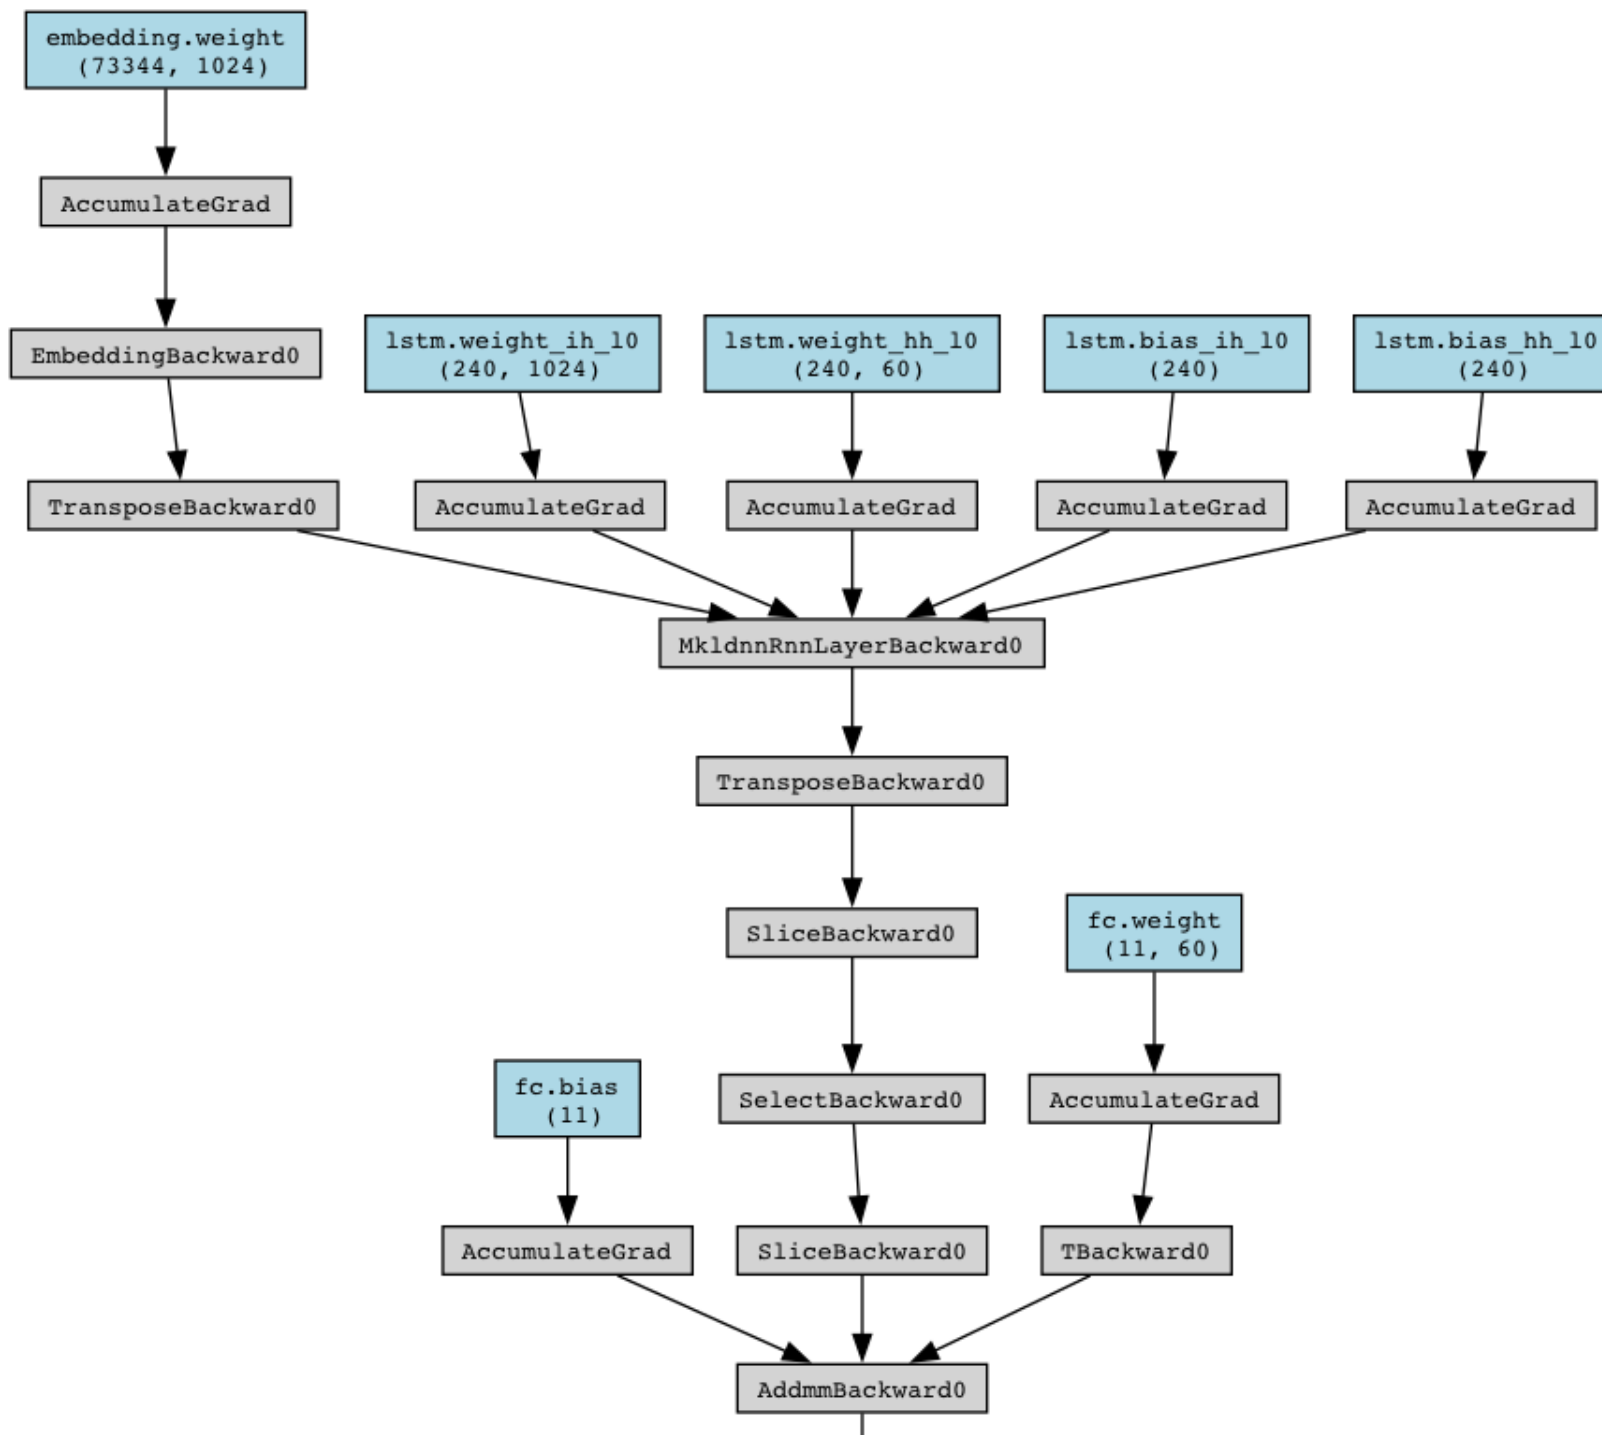 embedding.weight
(73344, 1024)
AccumulateGrad
EmbeddingBackward0
lstm.weight_ih_l0
(240, 1024)
lstm.weight_hh_l0
(240, 60)
lstm.bias_ih_l0
(240)
lstm.bias_hh_l0
(240)
TransposeBackward0
AccumulateGrad
AccumulateGrad
AccumulateGrad
AccumulateGrad
MkldnnRnnLayerBackward0
TransposeBackward0
SliceBackward0
fc.weight
(11, 60)
fc.bias
(11)
SelectBackward0
AccumulateGrad
AccumulateGrad
SliceBackward0
TBackward0
AddmmBackward0